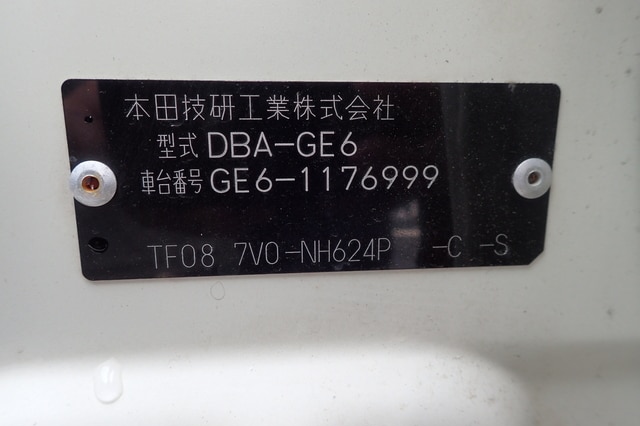 本田技研工業株式会社
型式 DBA-GE6
車台番号 GE6-1176999
TF08 7V0-NH624P -C -S